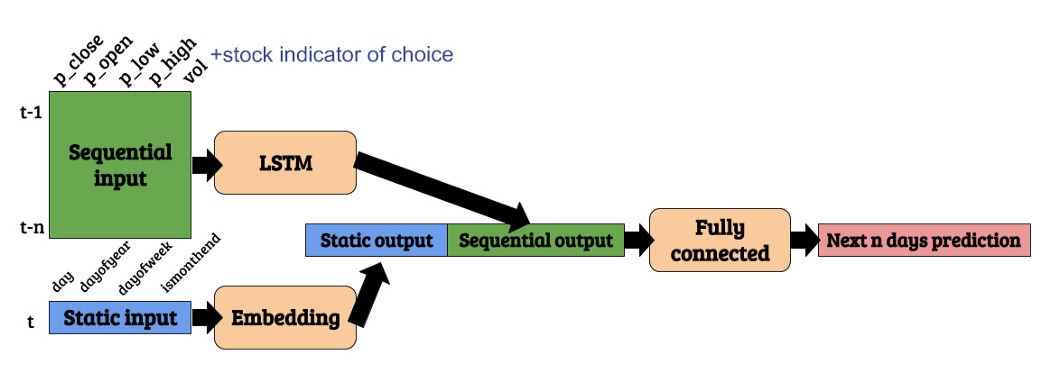 p_close
p_open
p_low
p_high
vol
+stock indicator of choice
t-1
Sequential
input
t-n
LSTM
Static output
Sequential output
Fully
connected
Next n days prediction
day
dayofyear
dayofweek
ismonthend
t
Static input
Embedding